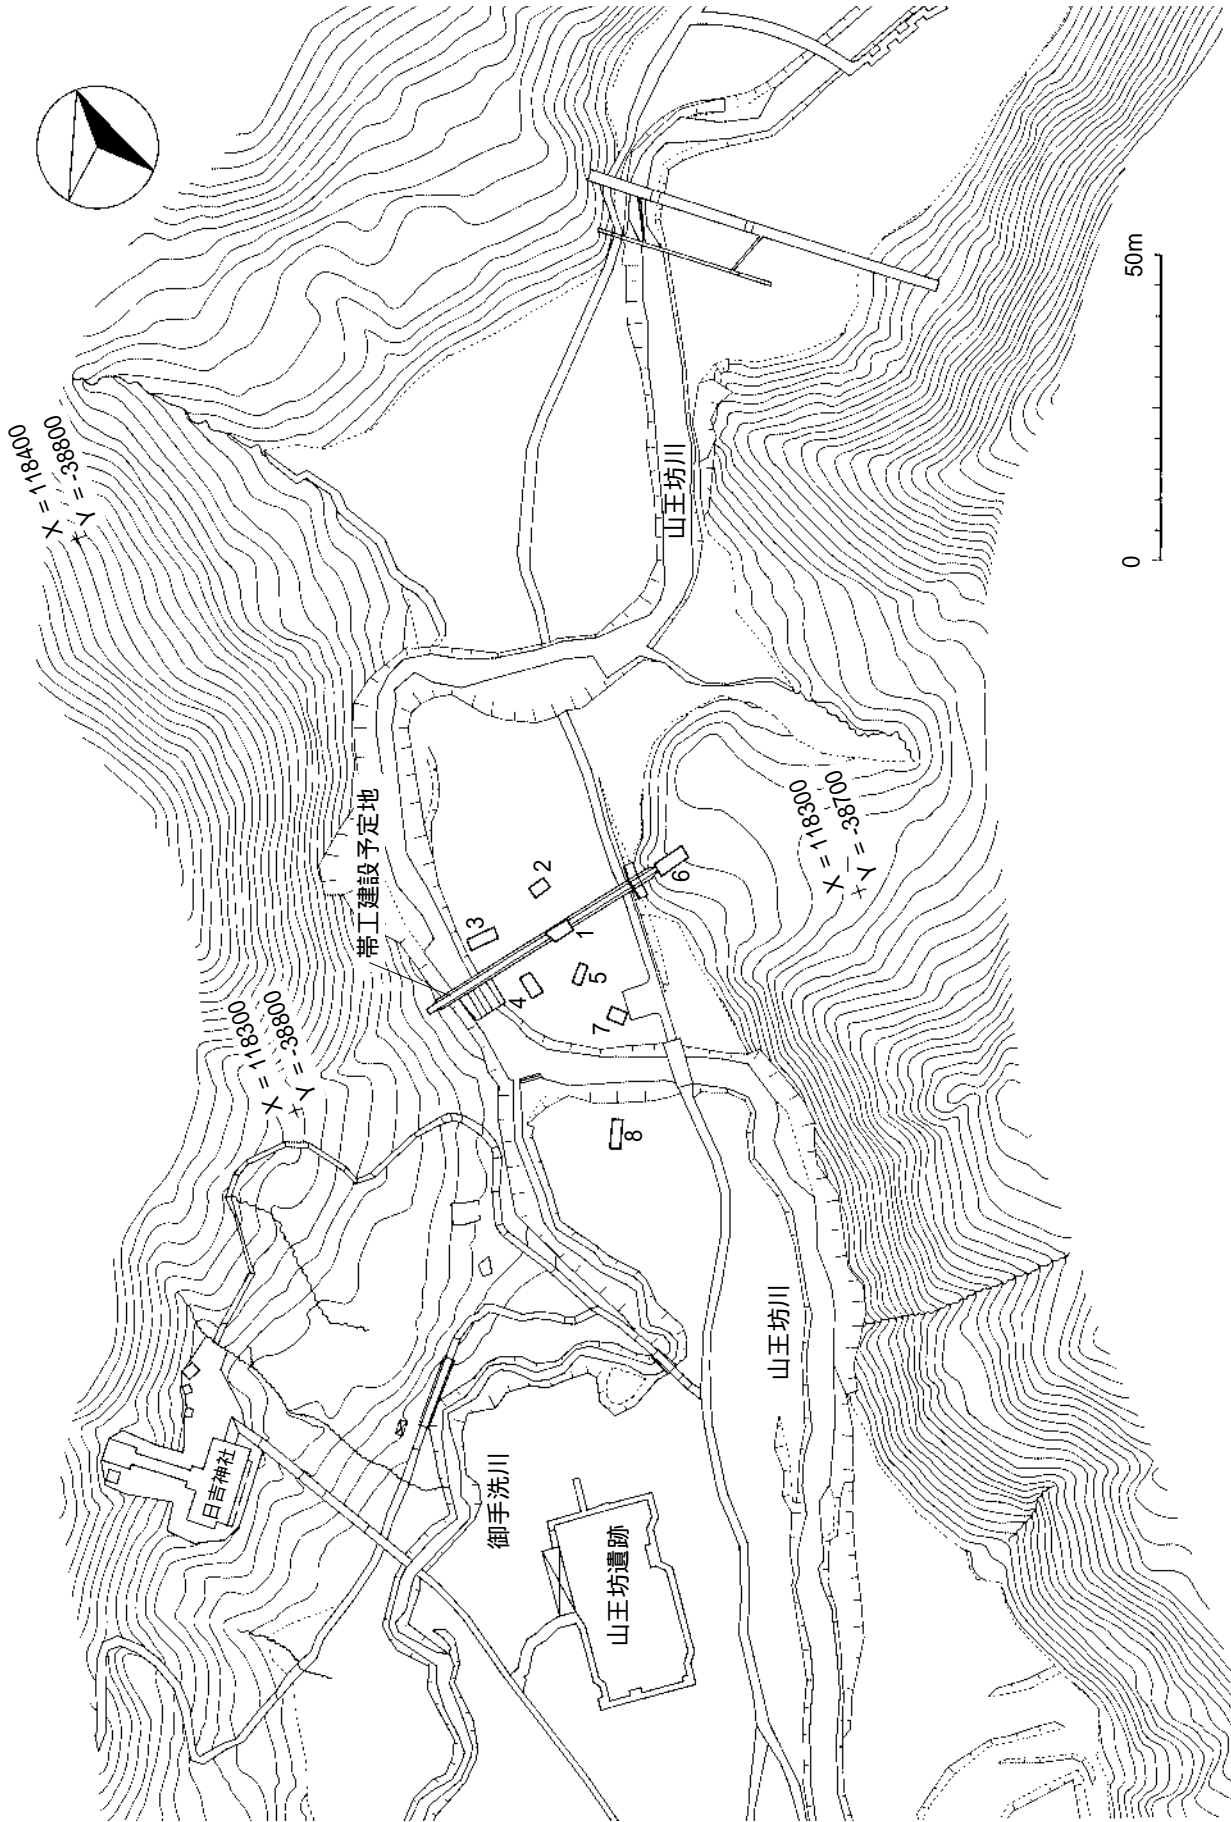 X = 118400
Y = -38800
50m
0
山王坊川
帯工建設予定地
X = 118300
Y = -38700
X = 118300
Y = -38800
2
3
1
6
4
5
7
8
山王坊川
日吉神社
御手洗川
山王坊遺跡